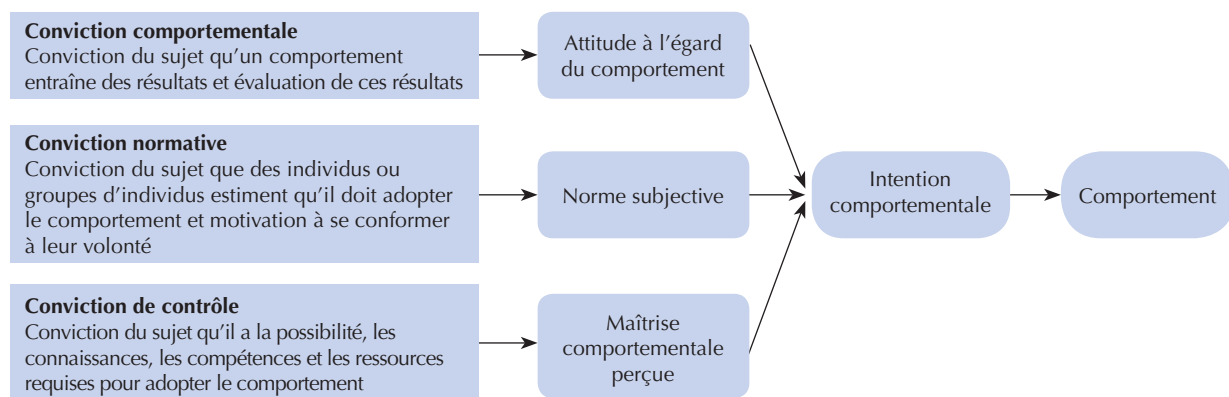 Conviction comportementale
Conviction du sujet qu'un comportement
entraîne des résultats et évaluation de ces résultats
Attitude à l'égard
du comportement
Conviction normative
Conviction du sujet que des individus ou
groupes d'individus estiment qu'il doit adopter
le comportement et motivation à se conformer
à leur volonté
Norme subjective
Intention
comportementale
Comportement
Conviction de contrôle
Conviction du sujet qu'il a la possibilité, les
connaissances, les compétences et les ressources
requises pour adopter le comportement
Maîtrise
comportementale
perçue